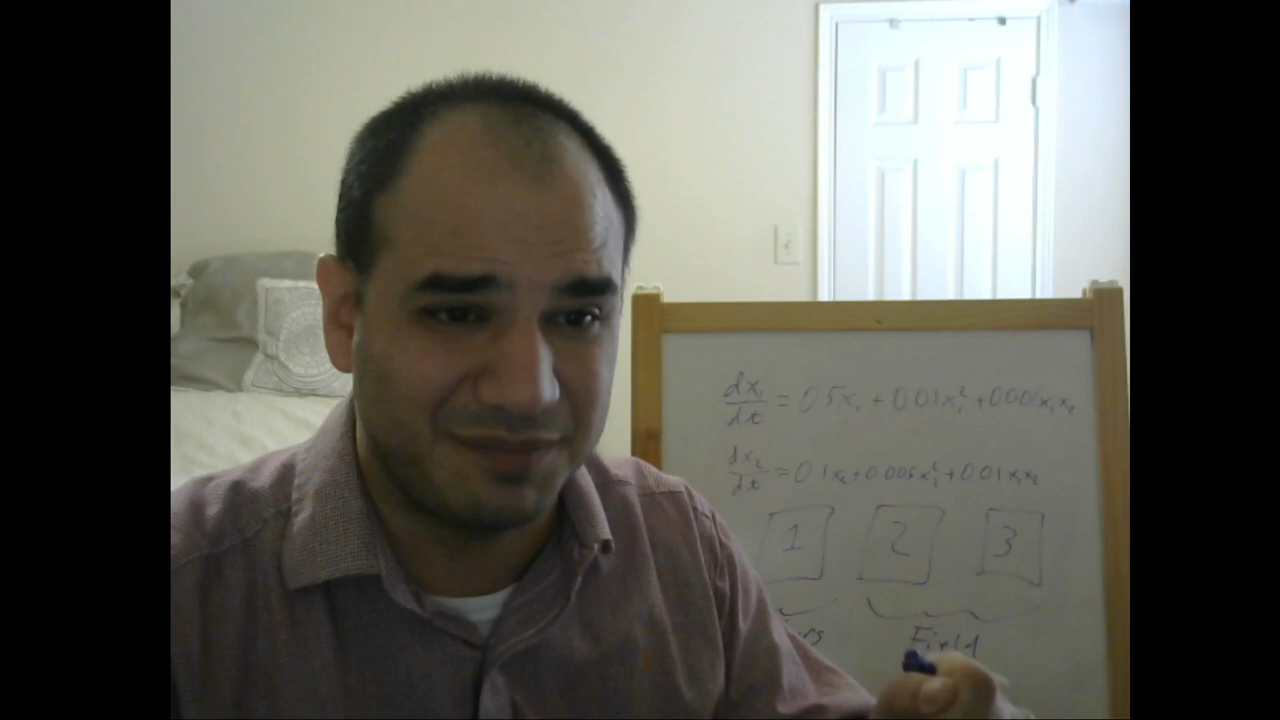 dx₁/dt = 0.5x₁ + 0.01x₁² + 0.001x₁x₂
dx₂/dt = 0.1x₂ + 0.005x₂² + 0.01x₁x₂
1 2 3
Field